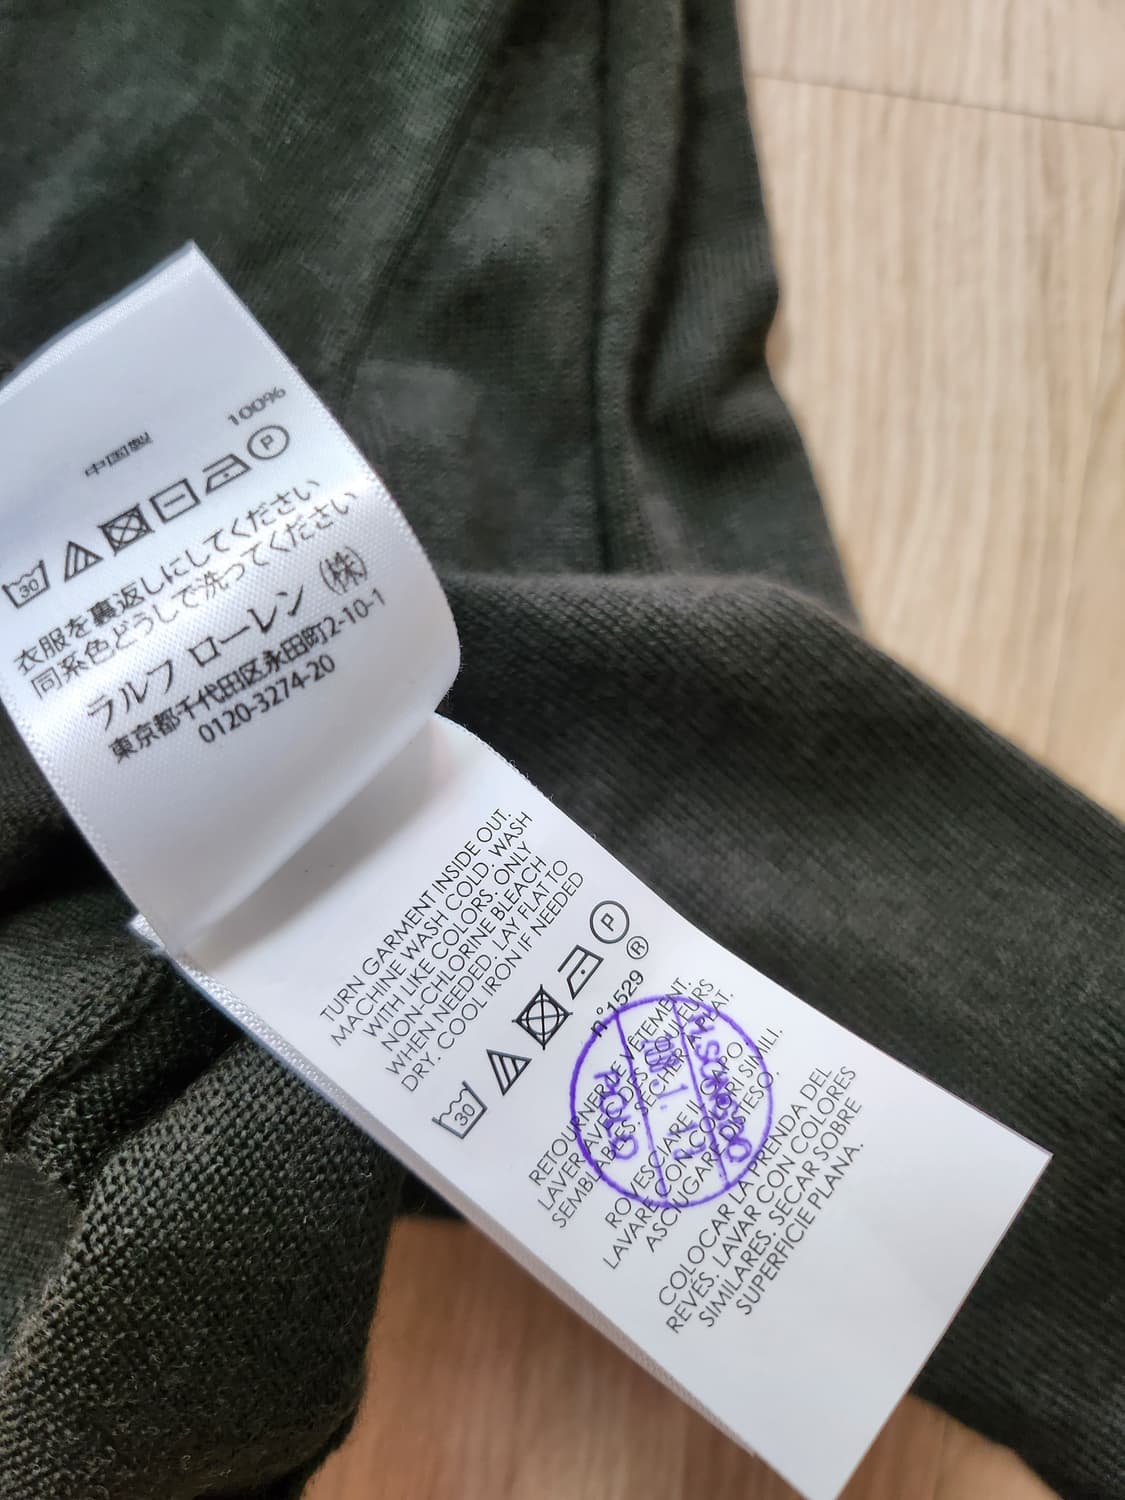 100%
中国製
30
P
衣服を裏返しにしてください
同系色どうしで洗ってください
ラルフ ローレン (株)
東京都千代田区永田町2-10-1
0120-3274-20
TURN GARMENT INSIDE OUT.
MACHINE WASH COLD. WASH
WITH LIKE COLORS. ONLY
NON-CHLORINE BLEACH
WHEN NEEDED. LAY FLAT TO
DRY. COOL IRON IF NEEDED
30
P
n°1529 ®
RETOURNER LE VÊTEMENT.
LAVER AVEC DES COULEURS
SEMBLABLES. SÉCHER À PLAT.
ROVESCIARE IL CAPO
LAVARE CON COLORI SIMILI.
ASCIUGARE DISTESO.
COLOCAR LA PRENDA DEL
REVÉS. LAVAR CON COLORES
SIMILARES. SECAR SOBRE
SUPERFICIE PLANA.